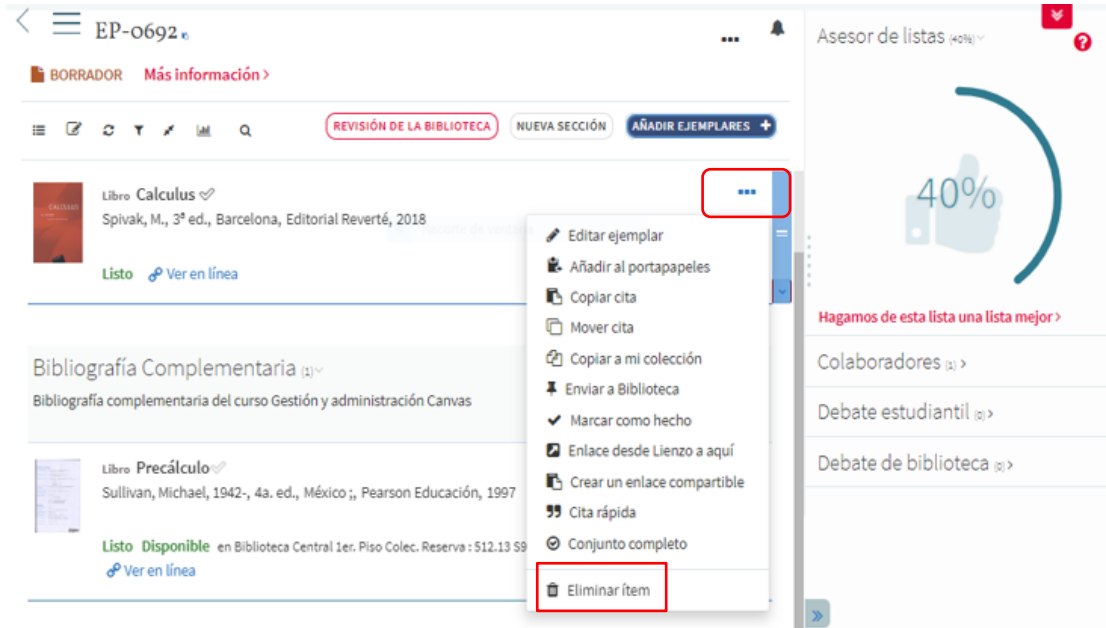 EP-0692
...
BORRADOR Más información >
REVISIÓN DE LA BIBLIOTECA
NUEVA SECCIÓN
AÑADIR EJEMPLARES +
CALCULUS
Libro Calculus
Spivak, M., 3ª ed., Barcelona, Editorial Reverté, 2018
Listo Ver en línea
Editar ejemplar
Añadir al portapapeles
Copiar cita
Mover cita
Copiar a mi colección
Enviar a Biblioteca
Marcar como hecho
Enlace desde Lienzo a aquí
Crear un enlace compartible
Cita rápida
Conjunto completo
Eliminar ítem
Bibliografía Complementaria (1)
Bibliografía complementaria del curso Gestión y administración Canvas
Libro Precálculo
Sullivan, Michael, 1942-, 4a. ed., México ;, Pearson Educación, 1997
Listo Disponible en Biblioteca Central 1er. Piso Colec. Reserva : 512.13 S9
Ver en línea
Asesor de listas (40%)
?
40%
Hagamos de esta lista una lista mejor >
Colaboradores (1) >
Debate estudiantil (0) >
Debate de biblioteca (0) >